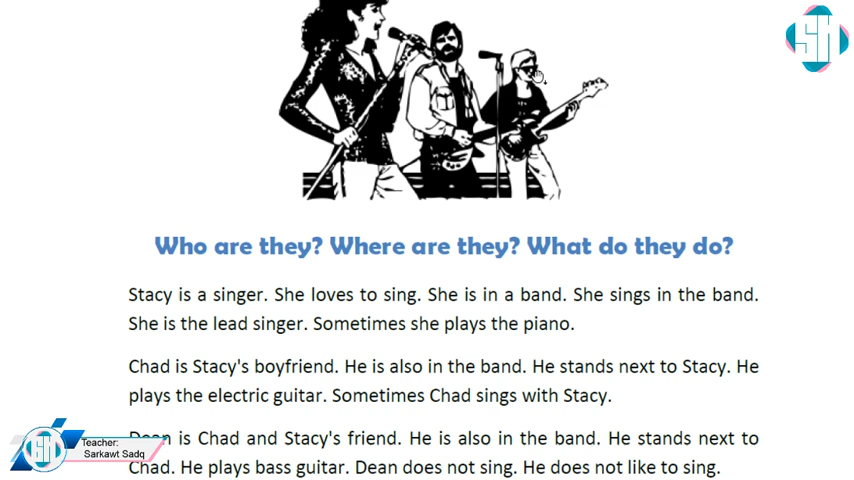 SM
Who are they? Where are they? What do they do?
Stacy is a singer. She loves to sing. She is in a band. She sings in the band.
She is the lead singer. Sometimes she plays the piano.
Chad is Stacy's boyfriend. He is also in the band. He stands next to Stacy. He
plays the electric guitar. Sometimes Chad sings with Stacy.
Dean is Chad and Stacy's friend. He is also in the band. He stands next to
Chad. He plays bass guitar. Dean does not sing. He does not like to sing.
SM
Teacher:
Sarkawt Sadq